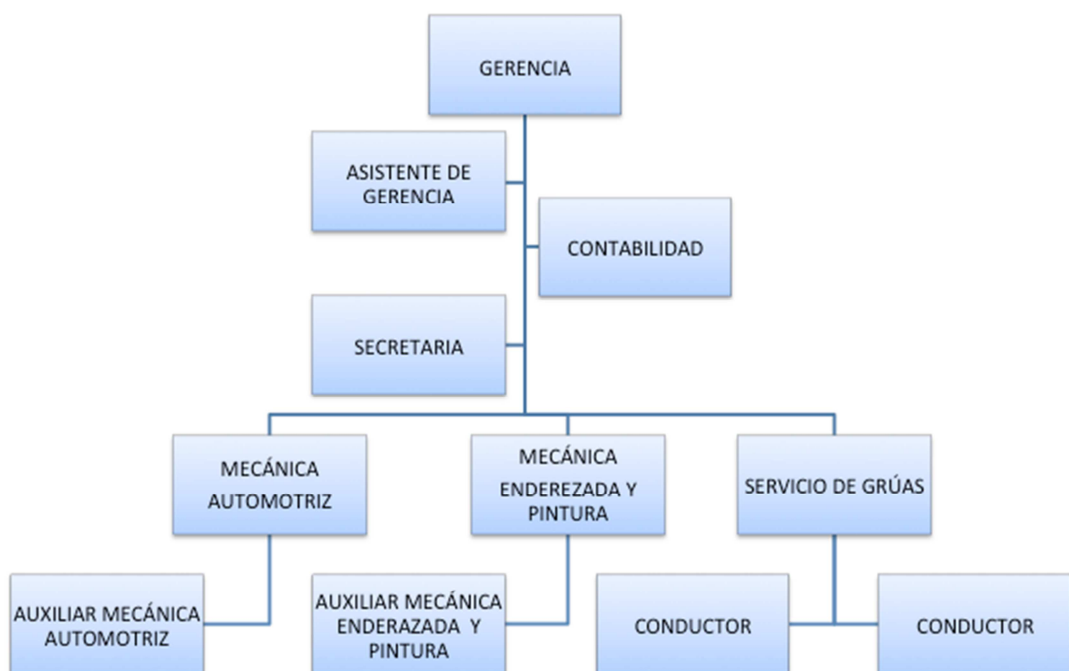 GERENCIA
ASISTENTE DE
GERENCIA
CONTABILIDAD
SECRETARIA
MECÁNICA
AUTOMOTRIZ
MECÁNICA
ENDEREZADA Y
PINTURA
SERVICIO DE GRÚAS
AUXILIAR MECÁNICA
AUTOMOTRIZ
AUXILIAR MECÁNICA
ENDERAZADA Y
PINTURA
CONDUCTOR
CONDUCTOR